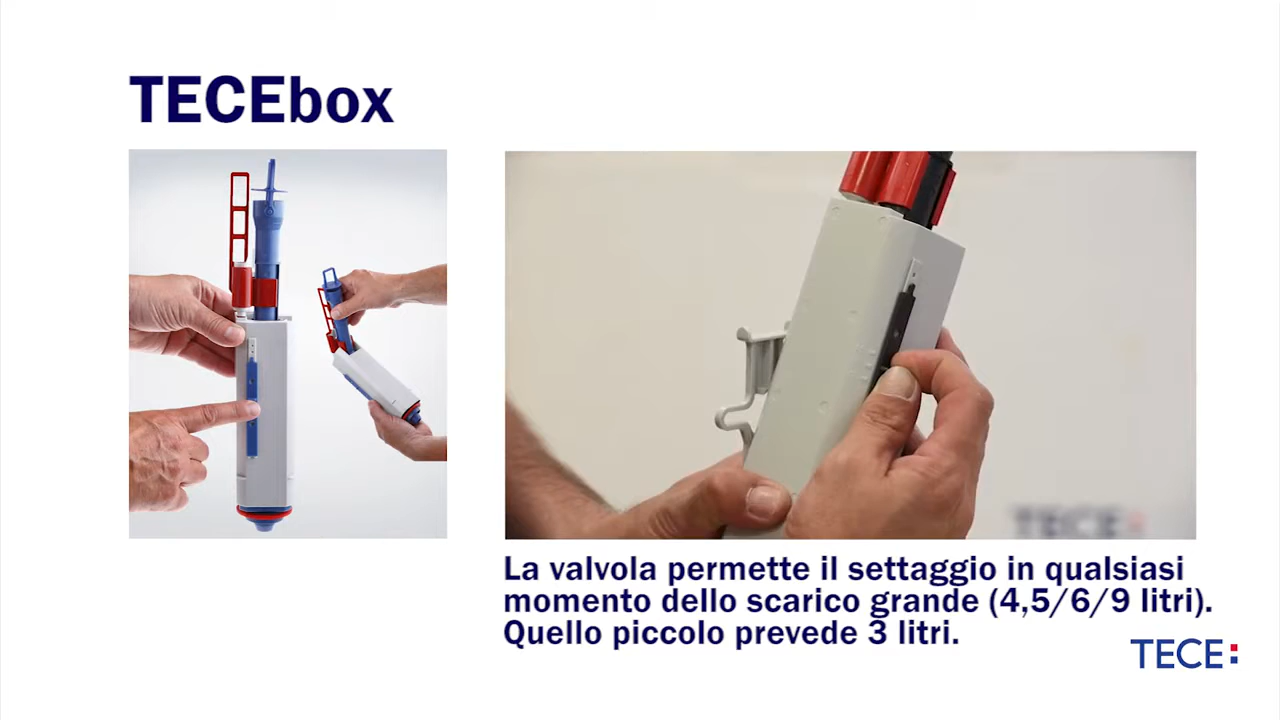 TECEbox
TECE:
La valvola permette il settaggio in qualsiasi
momento dello scarico grande (4,5/6/9 litri).
Quello piccolo prevede 3 litri.
TECE: